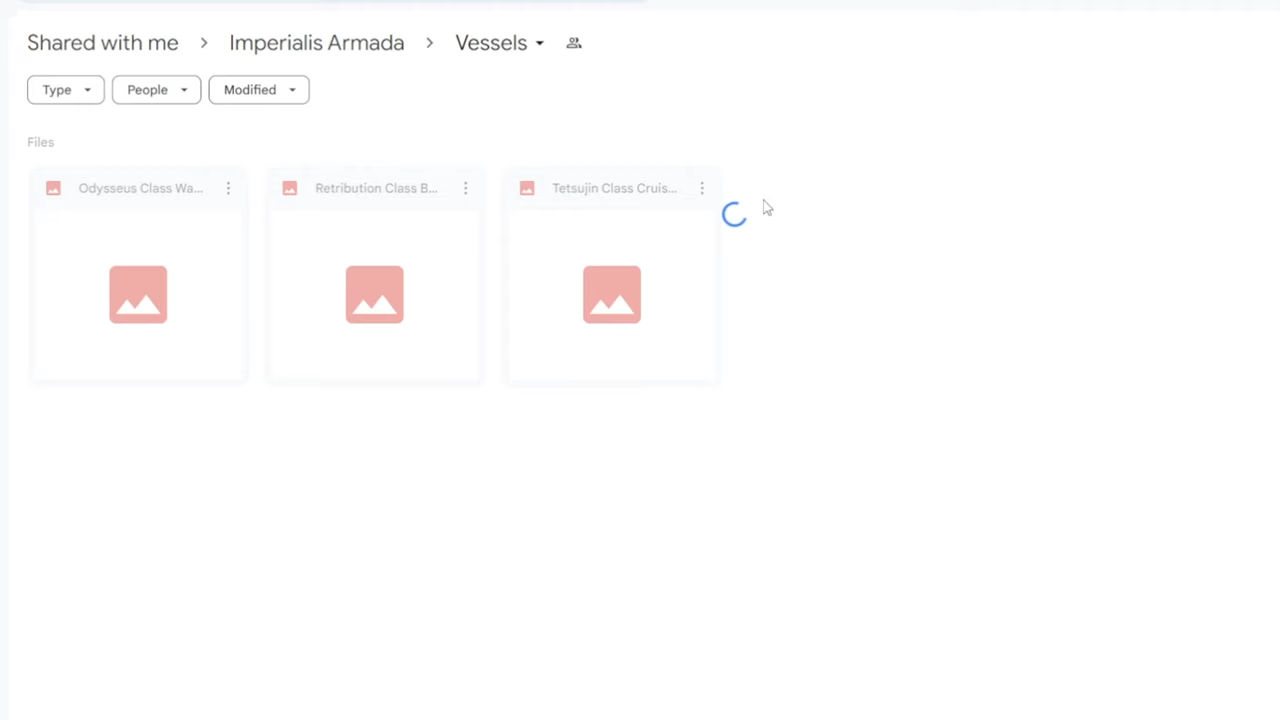 Shared with me > Imperialis Armada > Vessels
Type People Modified
Files
Odysseus Class Wa... Retribution Class B... Tetsujin Class Cruis...